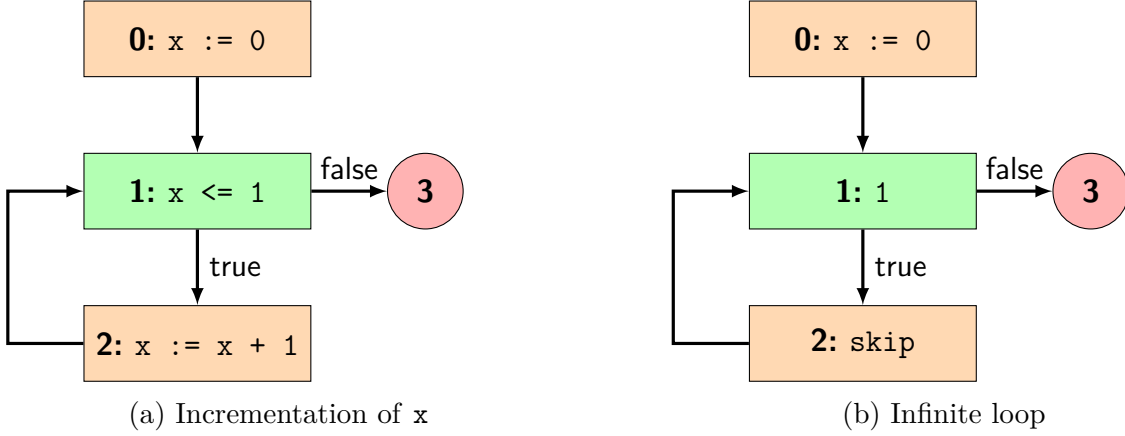 0: x := 0
1: x <= 1
false
3
true
2: x := x + 1
(a) Incrementation of x
0: x := 0
1: 1
false
3
true
2: skip
(b) Infinite loop